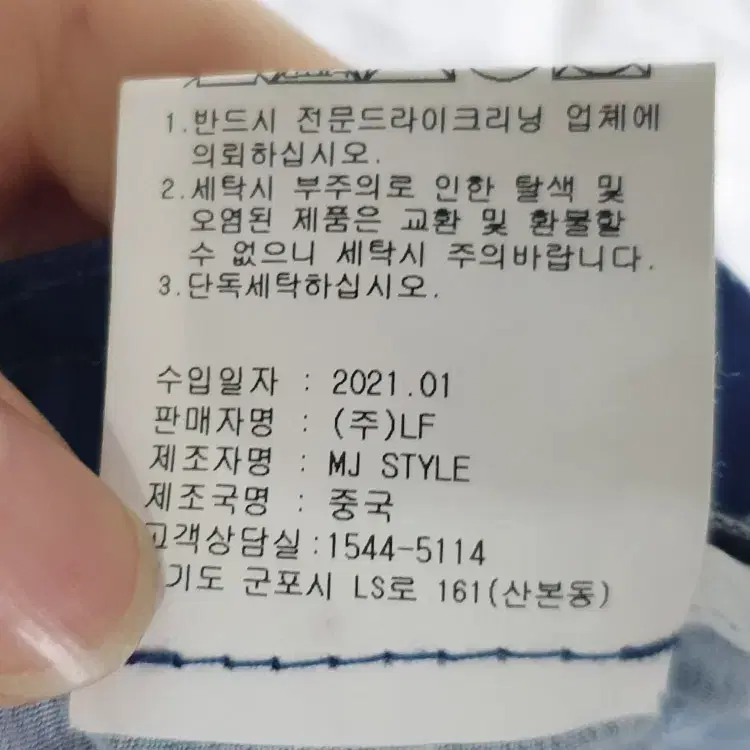 1.반드시 전문드라이크리닝 업체에
의뢰하십시오.
2.세탁시 부주의로 인한 탈색 및
오염된 제품은 교환 및 환불할
수 없으니 세탁시 주의바랍니다.
3.단독세탁하십시오.
수입일자 : 2021.01
판매자명 : (주)LF
제조자명 : MJ STYLE
제조국명 : 중국
고객상담실:1544-5114
기도 군포시 LS로 161(산본동)